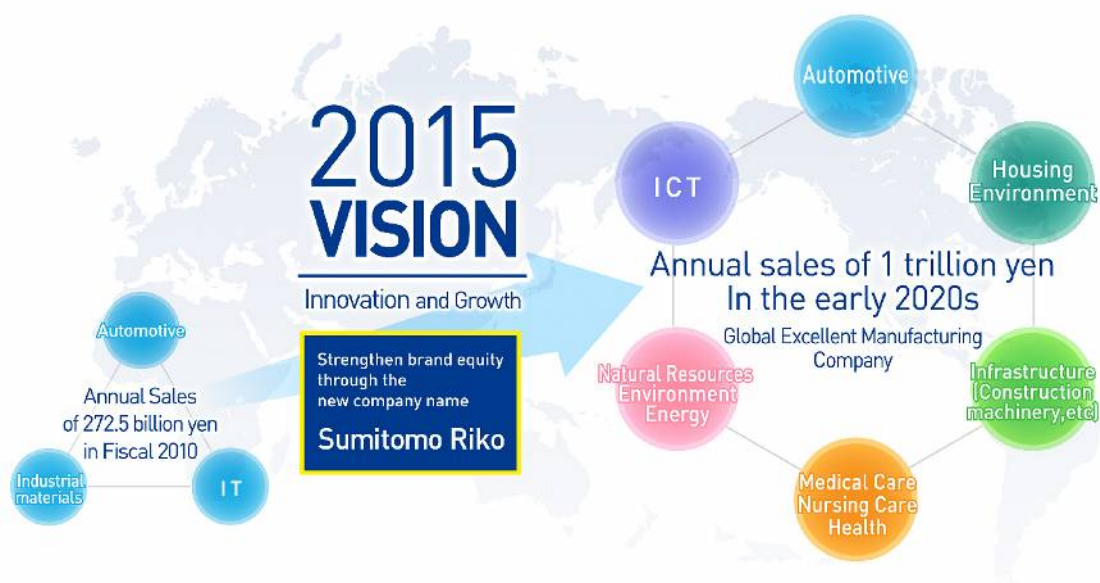 2015
VISION
Innovation and Growth
Strengthen brand equity
through the
new company name
Sumitomo Riko
Automotive
Annual Sales
of 272.5 billion yen
in Fiscal 2010
Industrial
materials
IT
Automotive
ICT
Housing
Environment
Annual sales of 1 trillion yen
In the early 2020s
Global Excellent Manufacturing
Company
Natural Resources
Environment
Energy
Infrastructure
(Construction
machinery,etc)
Medical Care
Nursing Care
Health